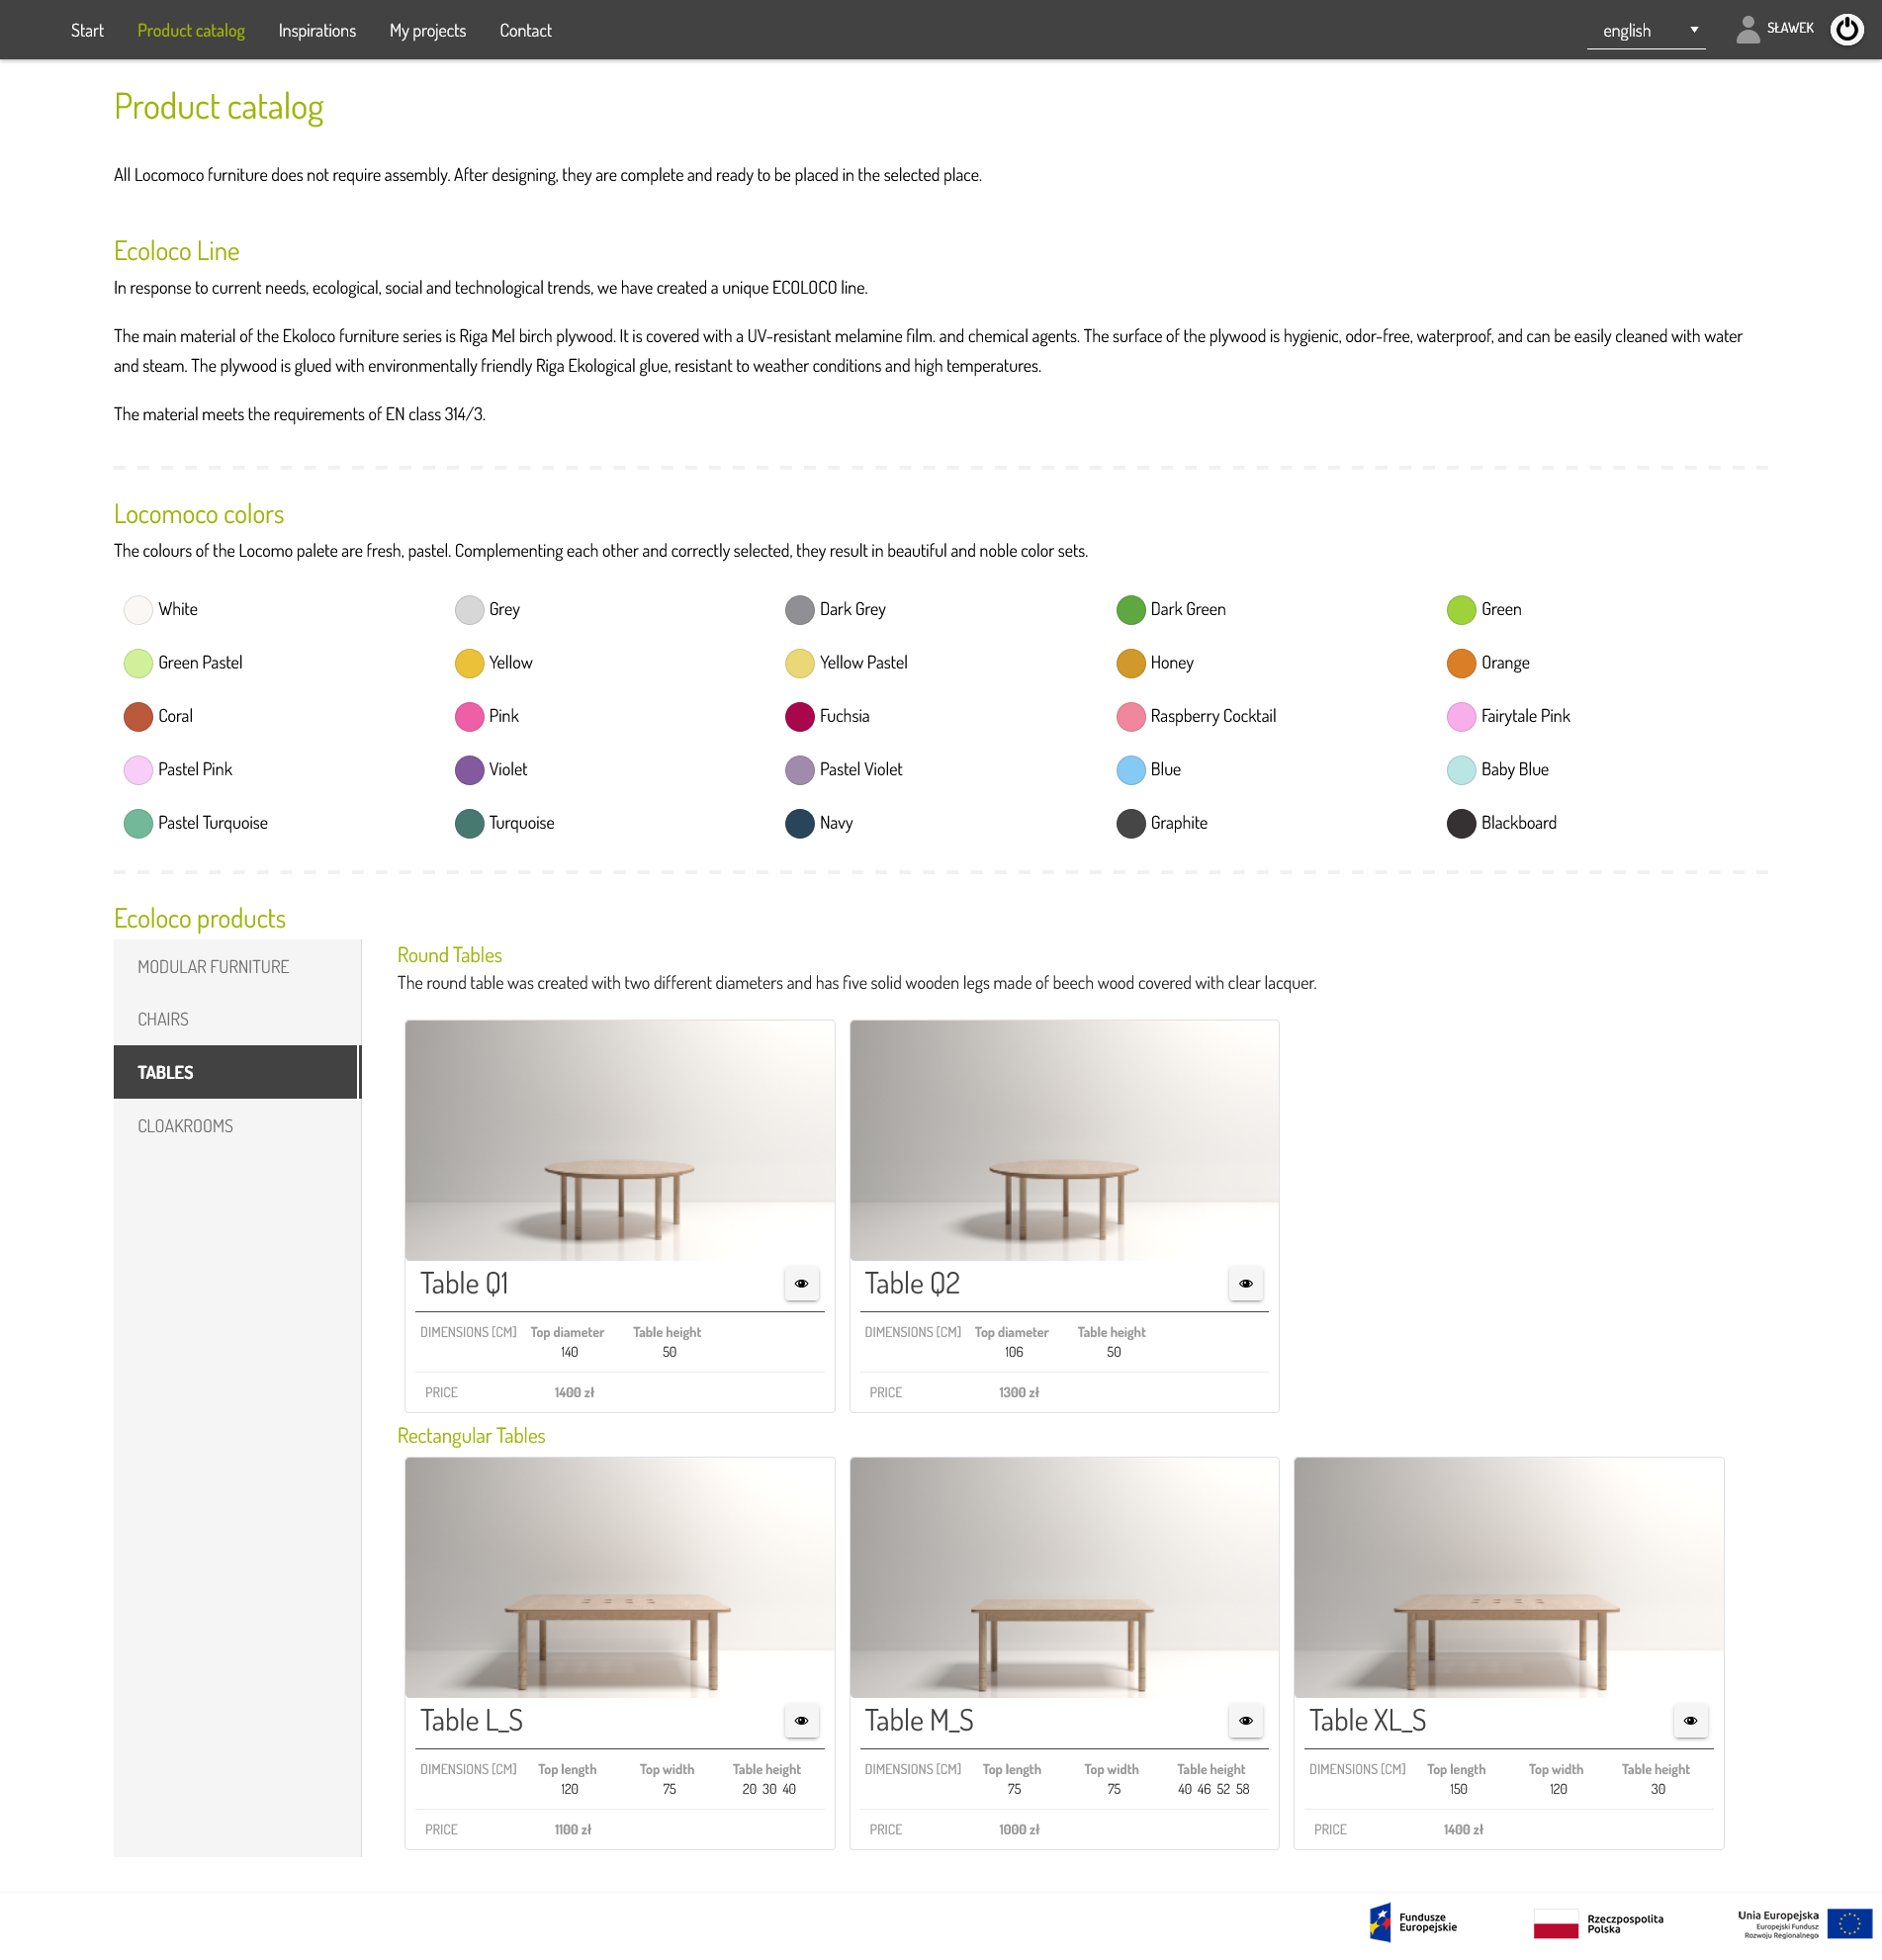 Start Product catalog Inspirations My projects Contact english SŁAWEK
Product catalog
All Locomoco furniture does not require assembly. After designing, they are complete and ready to be placed in the selected place.
Ecoloco Line
In response to current needs, ecological, social and technological trends, we have created a unique ECOLOCO line.
The main material of the Ekoloco furniture series is Riga Mel birch plywood. It is covered with a UV-resistant melamine film. and chemical agents. The surface of the plywood is hygienic, odor-free, waterproof, and can be easily cleaned with water
and steam. The plywood is glued with environmentally friendly Riga Ekological glue, resistant to weather conditions and high temperatures.
The material meets the requirements of EN class 314/3.
Locomoco colors
The colours of the Locomo palete are fresh, pastel. Complementing each other and correctly selected, they result in beautiful and noble color sets.
White Grey Dark Grey Dark Green Green
Green Pastel Yellow Yellow Pastel Honey Orange
Coral Pink Fuchsia Raspberry Cocktail Fairytale Pink
Pastel Pink Violet Pastel Violet Blue Baby Blue
Pastel Turquoise Turquoise Navy Graphite Blackboard
Ecoloco products
MODULAR FURNITURE
CHAIRS
TABLES
CLOAKROOMS
Round Tables
The round table was created with two different diameters and has five solid wooden legs made of beech wood covered with clear lacquer.
Table Q1
DIMENSIONS [CM] Top diameter Table height
140 50
PRICE 1400 zł
Table Q2
DIMENSIONS [CM] Top diameter Table height
106 50
PRICE 1300 zł
Rectangular Tables
Table L_S
DIMENSIONS [CM] Top length Top width Table height
120 75 20 30 40
PRICE 1100 zł
Table M_S
DIMENSIONS [CM] Top length Top width Table height
75 75 40 46 52 58
PRICE 1000 zł
Table XL_S
DIMENSIONS [CM] Top length Top width Table height
150 120 30
PRICE 1400 zł
Fundusze
Europejskie
Rzeczpospolita
Polska
Unia Europejska
Europejski Fundusz
Rozwoju Regionalnego